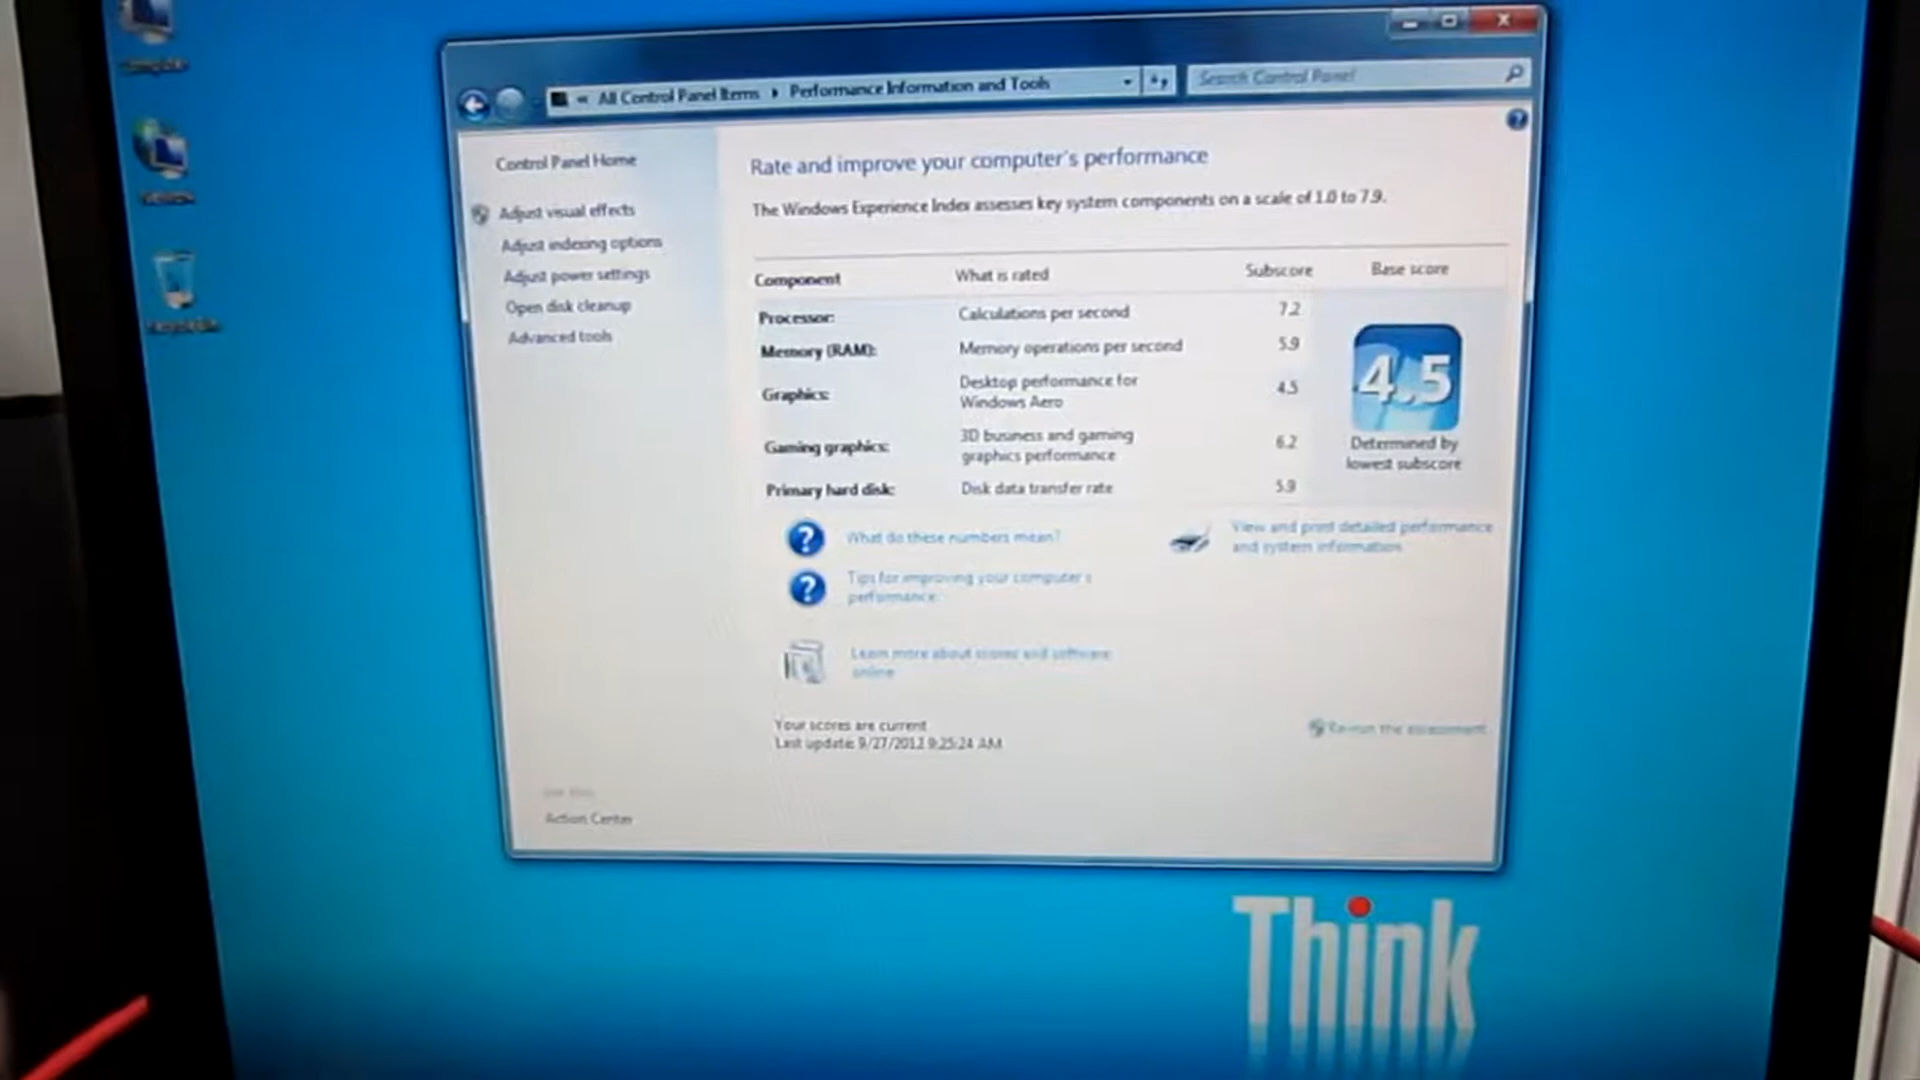 « All Control Panel Items ▸ Performance Information and Tools
Search Control Panel
Control Panel Home
Adjust visual effects
Adjust indexing options
Adjust power settings
Open disk cleanup
Advanced tools
Rate and improve your computer's performance
The Windows Experience Index assesses key system components on a scale of 1.0 to 7.9.
Component What is rated Subscore Base score
Processor: Calculations per second 7.2
Memory (RAM): Memory operations per second 5.9
Graphics: Desktop performance for
Windows Aero 4.5
Gaming graphics: 3D business and gaming
graphics performance 6.2
Primary hard disk: Disk data transfer rate 5.9
4.5
Determined by
lowest subscore
? What do these numbers mean?
? Tips for improving your computer's
performance.
View and print detailed performance
and system information
Learn more about scores and software
online
Your scores are current
Last update: 9:25:24 AM
Re-run the assessment
Action Center
Think